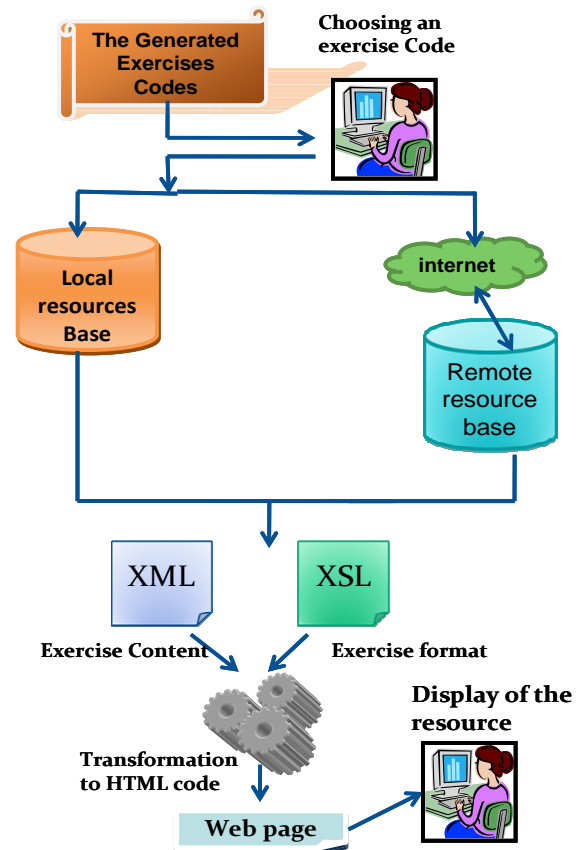 Choosing an
exercise Code
The Generated
Exercises
Codes
Local
resources
Base
internet
Remote
resource
base
XML
XSL
Exercise Content
Exercise format
Transformation
to HTML code
Display of the
resource
Web page